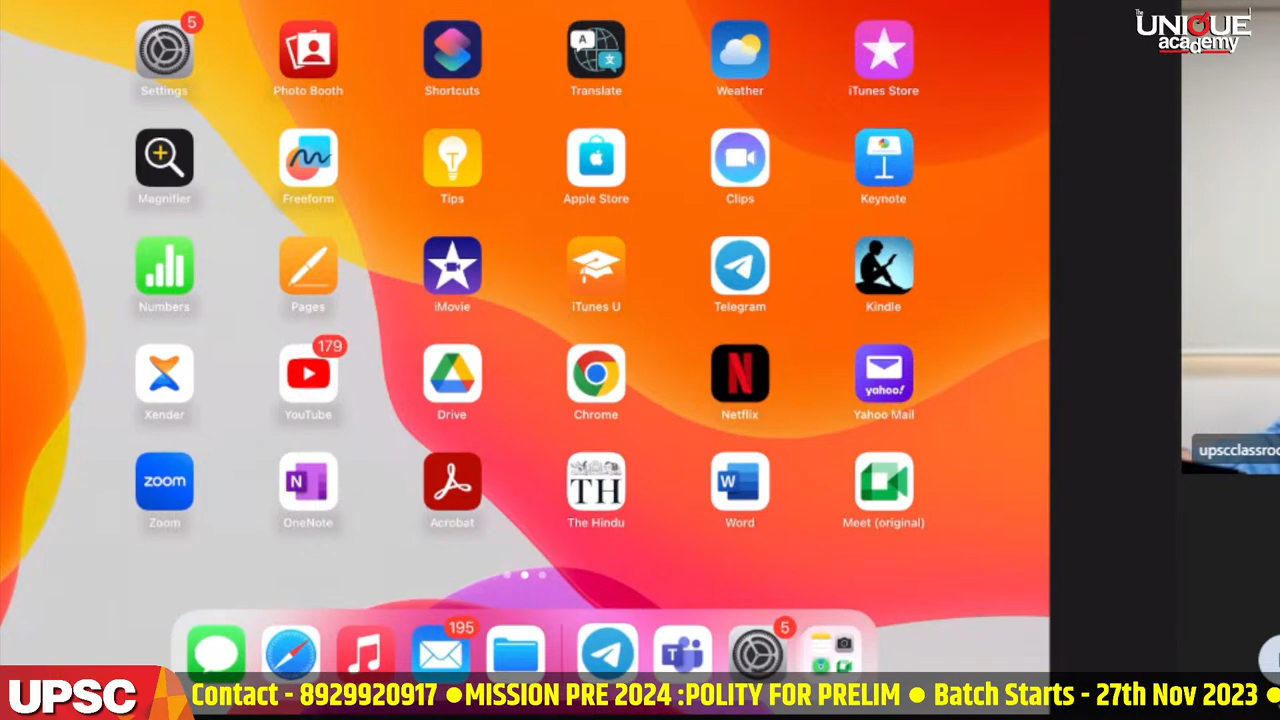 The
UNIQUE
academy
5
Settings
Photo Booth
Shortcuts
A
文
Translate
Weather
iTunes Store
Magnifier
Freeform
Tips
Apple Store
Clips
Keynote
Numbers
Pages
iMovie
iTunes U
Telegram
Kindle
179
yahoo!
Xender
YouTube
Drive
Chrome
Netflix
Yahoo Mail
zoom
N
TH
W
Zoom
OneNote
Acrobat
The Hindu
Word
Meet (original)
upscclassroo
195
5
UPSC
Contact - 8929920917 ●MISSION PRE 2024 :POLITY FOR PRELIM ● Batch Starts - 27th Nov 2023 ●